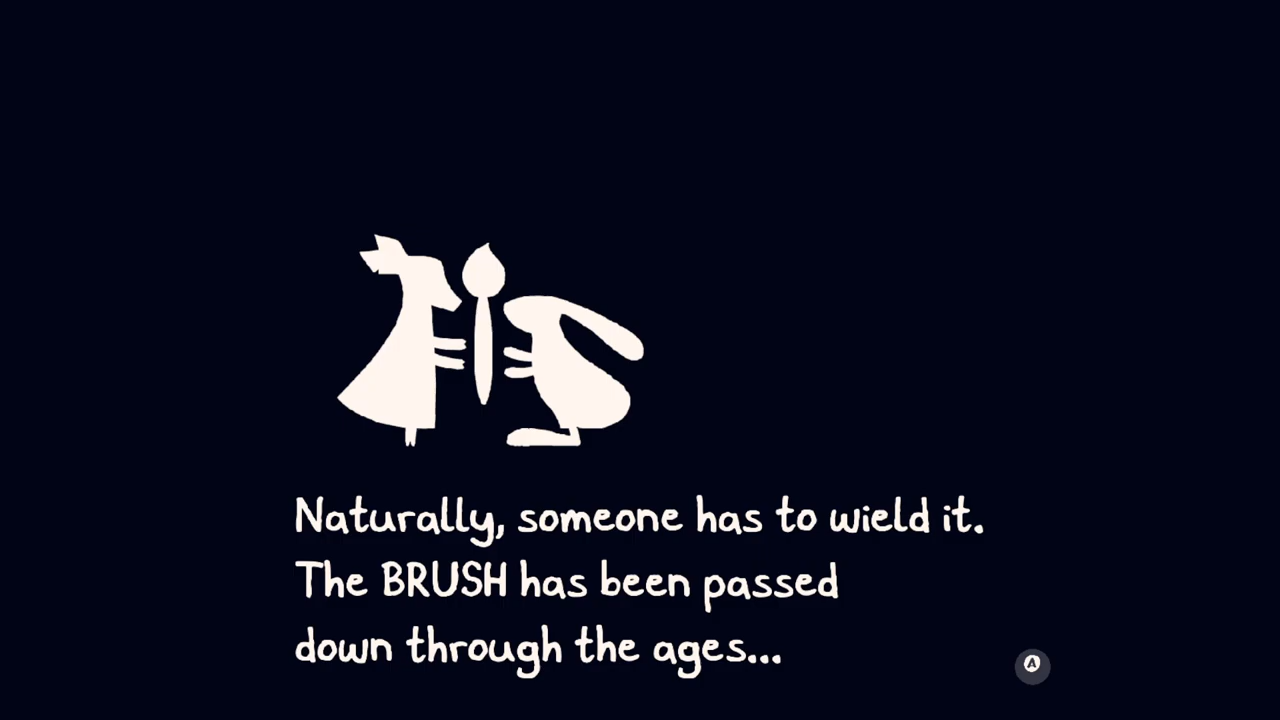 Naturally, someone has to wield it.
The BRUSH has been passed
down through the ages...
A